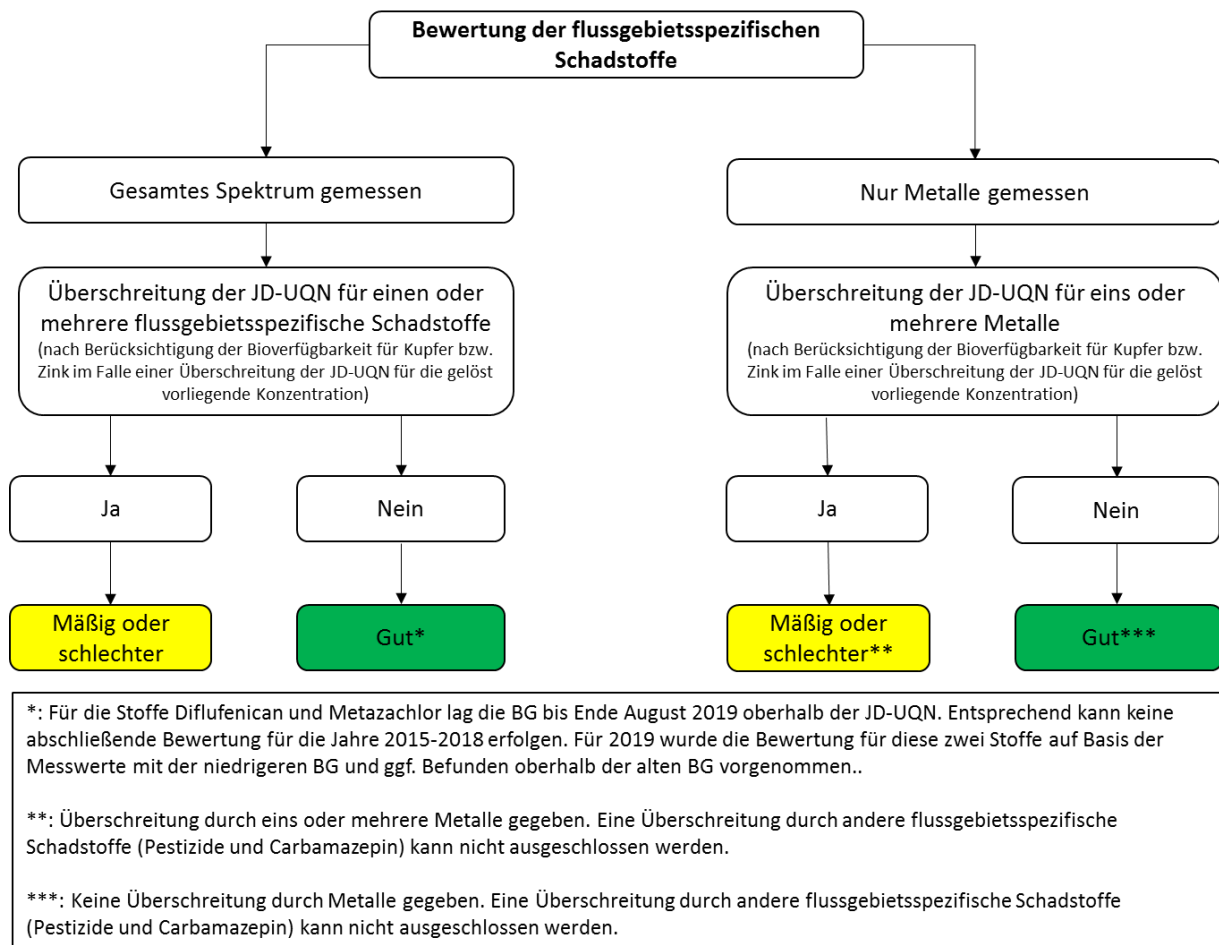 Bewertung der flussgebietsspezifischen
Schadstoffe
Gesamtes Spektrum gemessen
Nur Metalle gemessen
Überschreitung der JD-UQN für einen oder
mehrere flussgebietsspezifische Schadstoffe
(nach Berücksichtigung der Bioverfügbarkeit für Kupfer bzw.
Zink im Falle einer Überschreitung der JD-UQN für die gelöst
vorliegende Konzentration)
Überschreitung der JD-UQN für eins oder
mehrere Metalle
(nach Berücksichtigung der Bioverfügbarkeit für Kupfer bzw.
Zink im Falle einer Überschreitung der JD-UQN für die gelöst
vorliegende Konzentration)
Ja
Nein
Ja
Nein
Mäßig oder
schlechter
Gut*
Mäßig oder
schlechter**
Gut***
*: Für die Stoffe Diflufenican und Metazachlor lag die BG bis Ende August 2019 oberhalb der JD-UQN. Entsprechend kann keine
abschließende Bewertung für die Jahre 2015-2018 erfolgen. Für 2019 wurde die Bewertung für diese zwei Stoffe auf Basis der
Messwerte mit der niedrigeren BG und ggf. Befunden oberhalb der alten BG vorgenommen..
**: Überschreitung durch eins oder mehrere Metalle gegeben. Eine Überschreitung durch andere flussgebietsspezifische
Schadstoffe (Pestizide und Carbamazepin) kann nicht ausgeschlossen werden.
***: Keine Überschreitung durch Metalle gegeben. Eine Überschreitung durch andere flussgebietsspezifische Schadstoffe
(Pestizide und Carbamazepin) kann nicht ausgeschlossen werden.